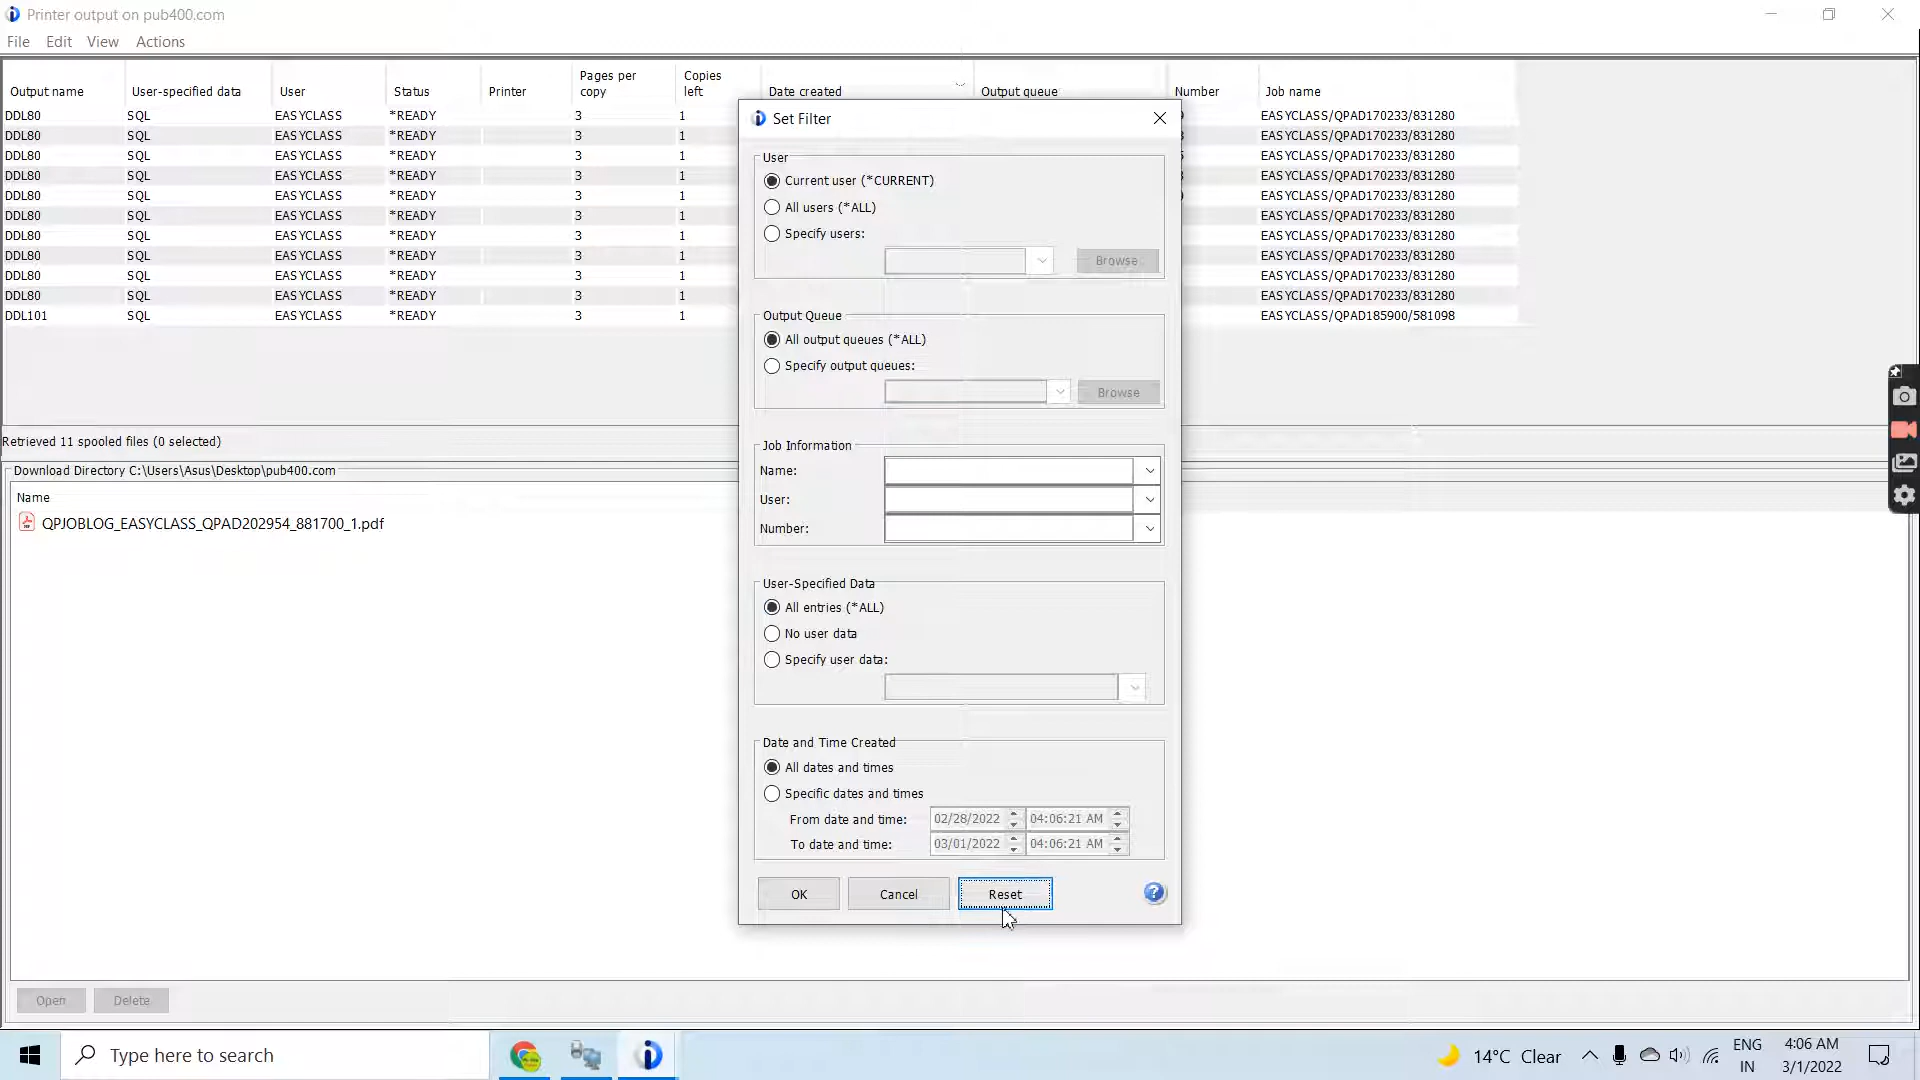 Printer output on pub400.com
File Edit View Actions
Output name User-specified data User Status Printer Pages per copy Copies left Date created Output queue Number Job name
DDL80 SQL EASYCLASS *READY 3 1 EASYCLASS/QPAD170233/831280
DDL80 SQL EASYCLASS *READY 3 1 EASYCLASS/QPAD170233/831280
DDL80 SQL EASYCLASS *READY 3 1 EASYCLASS/QPAD170233/831280
DDL80 SQL EASYCLASS *READY 3 1 EASYCLASS/QPAD170233/831280
DDL80 SQL EASYCLASS *READY 3 1 EASYCLASS/QPAD170233/831280
DDL80 SQL EASYCLASS *READY 3 1 EASYCLASS/QPAD170233/831280
DDL80 SQL EASYCLASS *READY 3 1 EASYCLASS/QPAD170233/831280
DDL80 SQL EASYCLASS *READY 3 1 EASYCLASS/QPAD170233/831280
DDL80 SQL EASYCLASS *READY 3 1 EASYCLASS/QPAD170233/831280
DDL80 SQL EASYCLASS *READY 3 1 EASYCLASS/QPAD170233/831280
DDL101 SQL EASYCLASS *READY 3 1 EASYCLASS/QPAD185900/581098
Retrieved 11 spooled files (0 selected)
Download Directory C:\Users\Asus\Desktop\pub400.com
Name
QPJOBLOG_EASYCLASS_QPAD202954_881700_1.pdf
Open Delete
Set Filter
User
Current user (*CURRENT)
All users (*ALL)
Specify users:
Browse
Output Queue
All output queues (*ALL)
Specify output queues:
Browse
Job Information
Name:
User:
Number:
User-Specified Data
All entries (*ALL)
No user data
Specify user data:
Date and Time Created
All dates and times
Specific dates and times
From date and time: 02/28/2022 04:06:21 AM
To date and time: 03/01/2022 04:06:21 AM
OK Cancel Reset
Type here to search
14°C Clear
ENG
IN
4:06 AM
3/1/2022